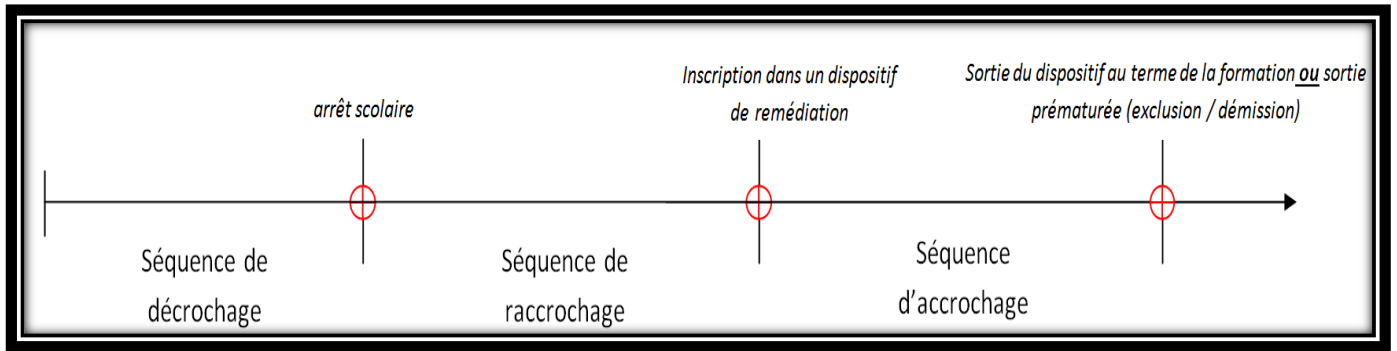 arrêt scolaire
Inscription dans un dispositif
de remédiation
Sortie du dispositif au terme de la formation ou sortie
prématurée (exclusion / démission)
Séquence de
décrochage
Séquence de
raccrochage
Séquence
d'accrochage